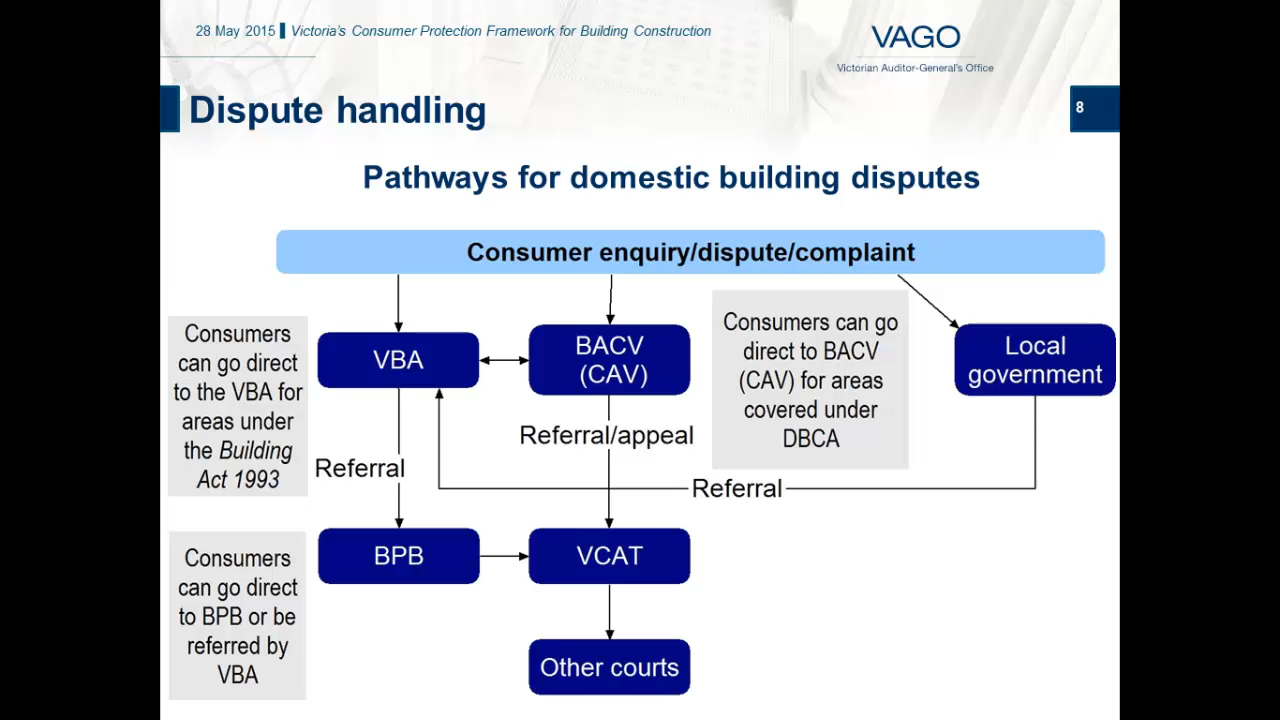 28 May 2015 Victoria's Consumer Protection Framework for Building Construction
VAGO
Victorian Auditor-General's Office
Dispute handling
8
Pathways for domestic building disputes
Consumer enquiry/dispute/complaint
Consumers
can go direct
to the VBA for
areas under
the Building
Act 1993
VBA
BACV
(CAV)
Consumers can go
direct to BACV
(CAV) for areas
covered under
DBCA
Local
government
Referral/appeal
Referral
Referral
Consumers
can go direct
to BPB or be
referred by
VBA
BPB
VCAT
Other courts